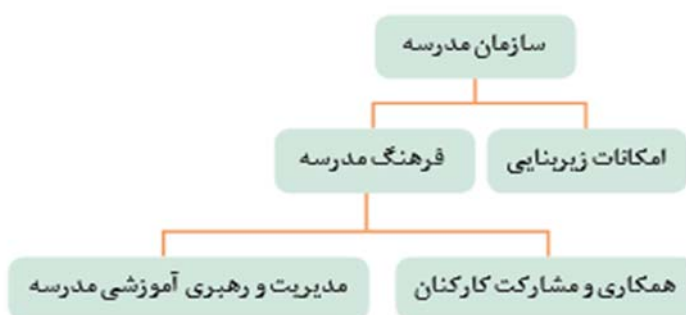 سازمان مدرسه
امکانات زیربنایی
فرهنگ مدرسه
همکاری و مشارکت کارکنان
مدیریت و رهبری آموزشی مدرسه